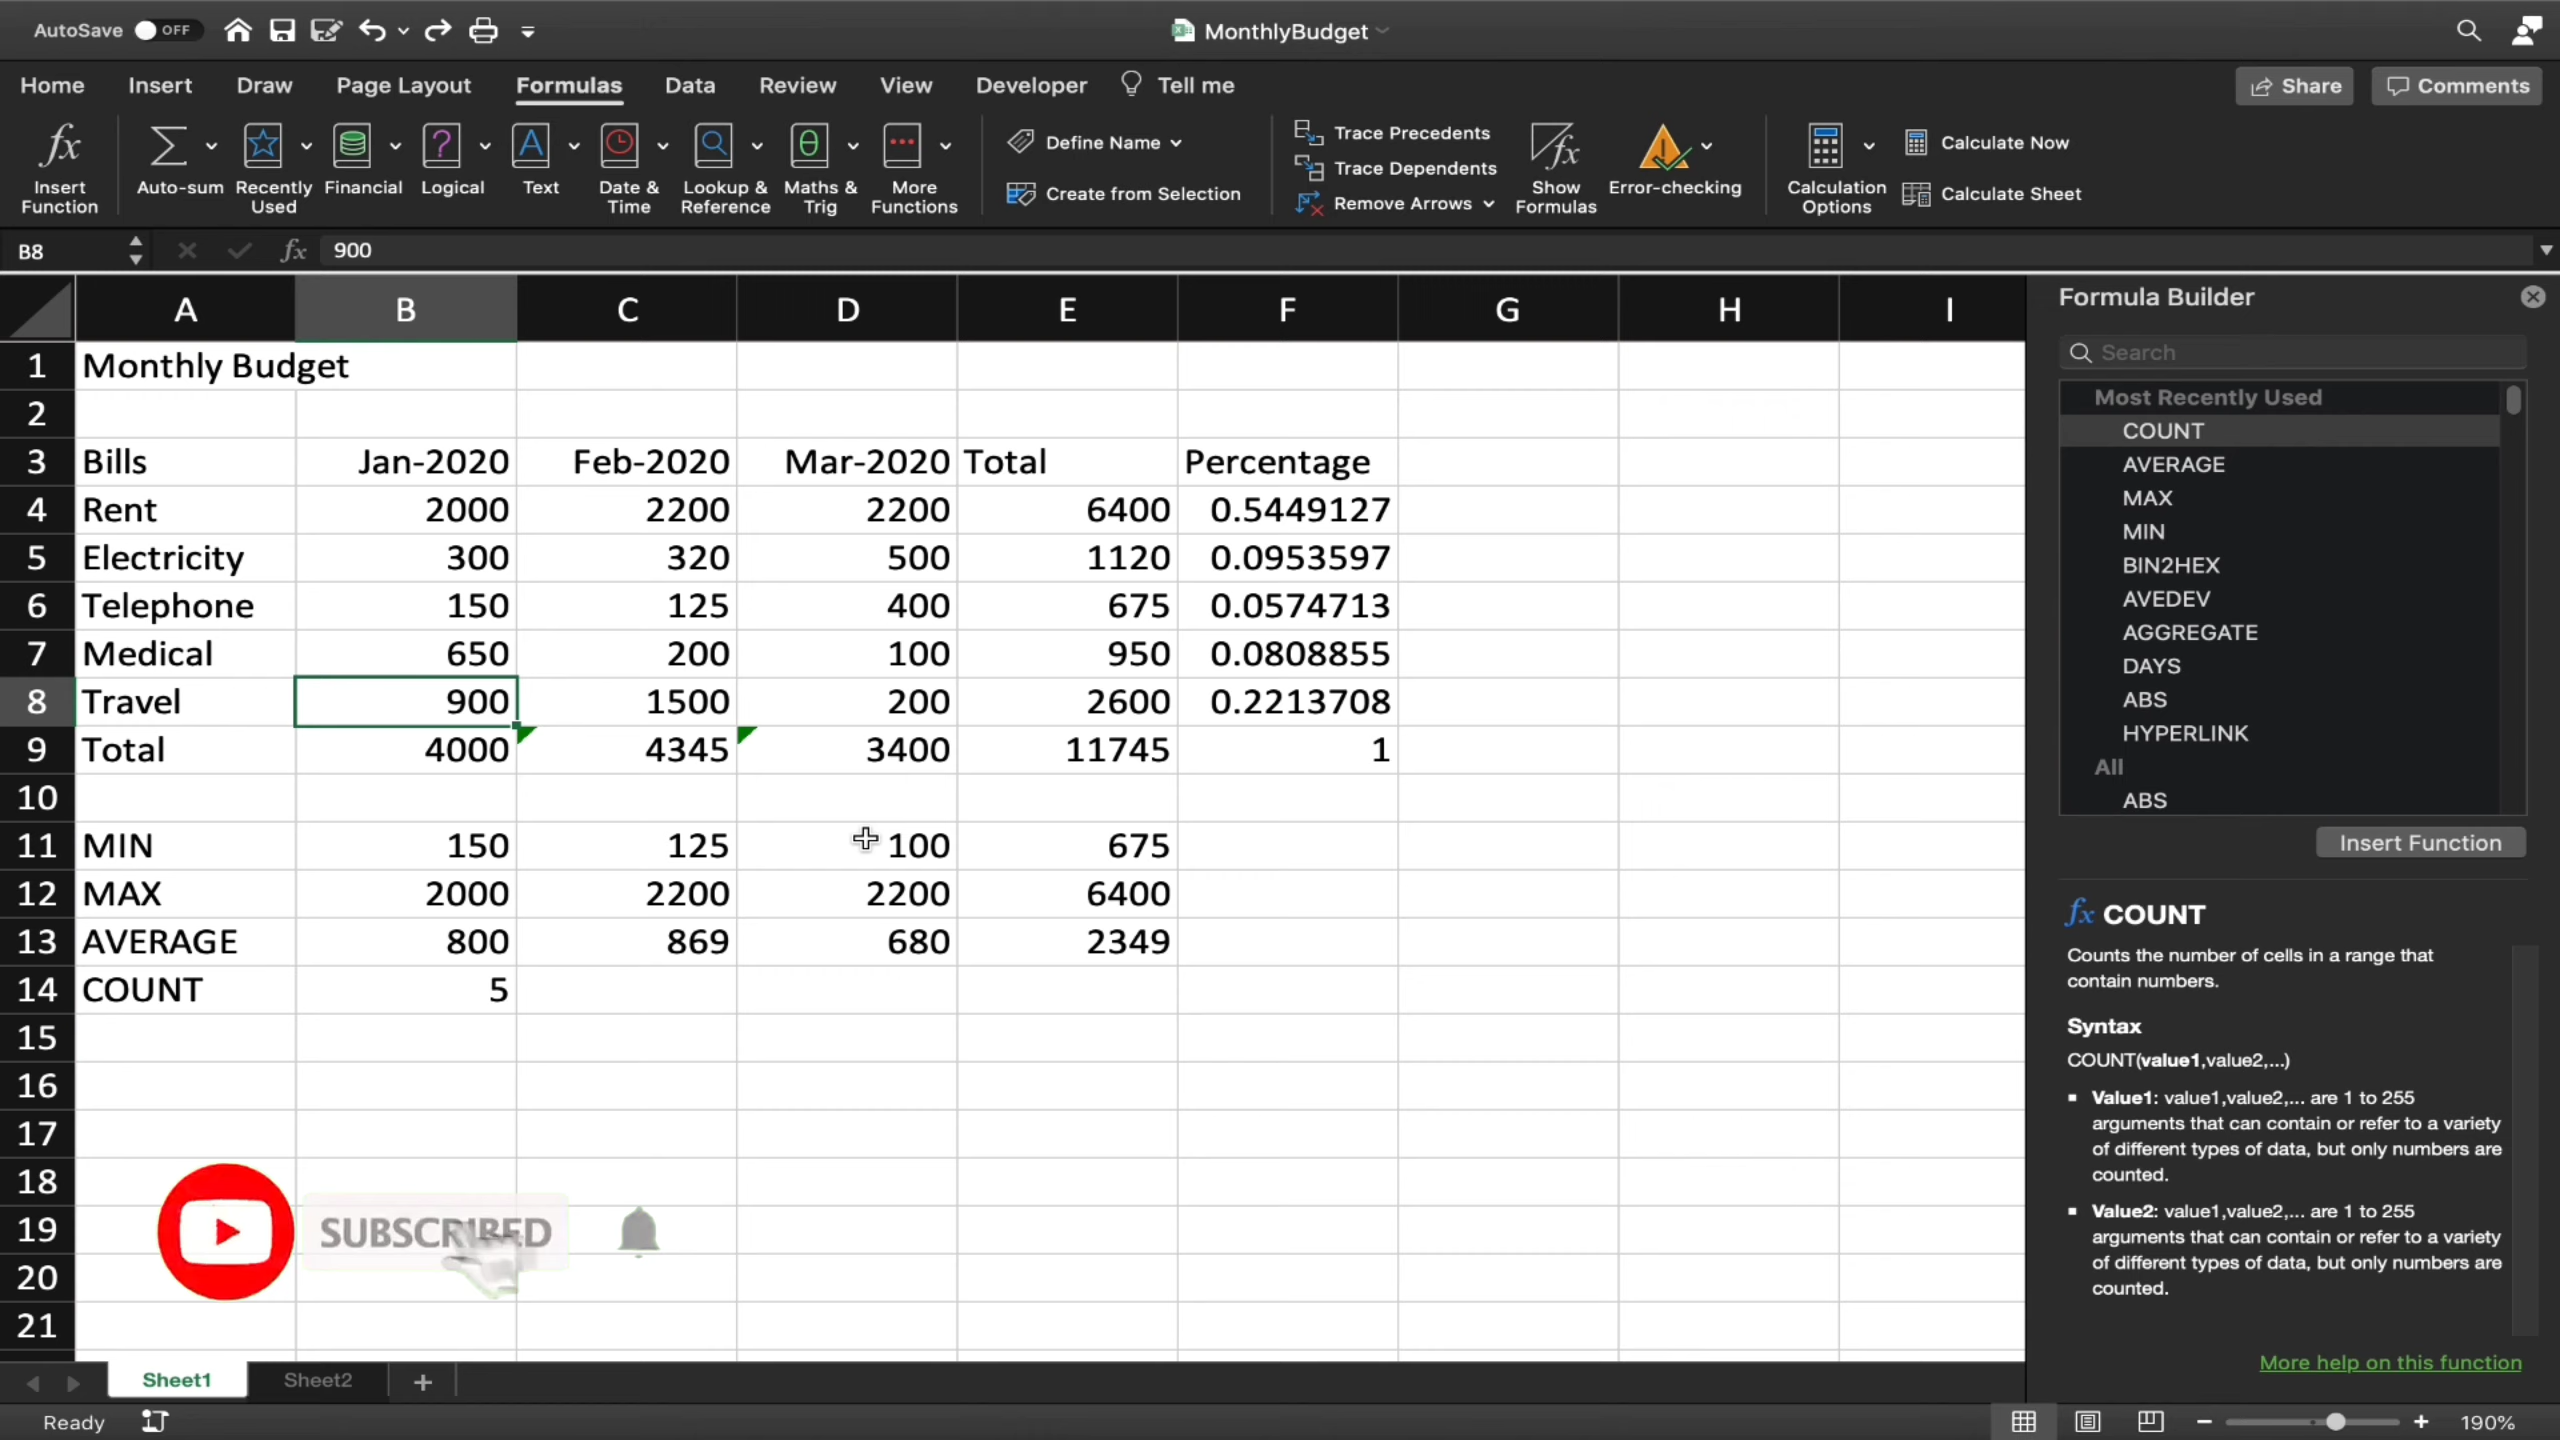 AutoSave OFF MonthlyBudget
Home Insert Draw Page Layout Formulas Data Review View Developer Tell me Share Comments
Insert Function Auto-sum Recently Used Financial Logical Text Date & Time Lookup & Reference Maths & Trig More Functions
Define Name
Create from Selection
Trace Precedents
Trace Dependents
Remove Arrows
Show Formulas Error-checking Calculation Options
Calculate Now
Calculate Sheet
B8 fx 900
A B C D E F G H I
1 Monthly Budget
2
3 Bills Jan-2020 Feb-2020 Mar-2020 Total Percentage
4 Rent 2000 2200 2200 6400 0.5449127
5 Electricity 300 320 500 1120 0.0953597
6 Telephone 150 125 400 675 0.0574713
7 Medical 650 200 100 950 0.0808855
8 Travel 900 1500 200 2600 0.2213708
9 Total 4000 4345 3400 11745 1
10
11 MIN 150 125 100 675
12 MAX 2000 2200 2200 6400
13 AVERAGE 800 869 680 2349
14 COUNT 5
15
16
17
18
19 SUBSCRIBED
20
21
Formula Builder
Search
Most Recently Used
COUNT
AVERAGE
MAX
MIN
BIN2HEX
AVEDEV
AGGREGATE
DAYS
ABS
HYPERLINK
All
ABS
Insert Function
fx COUNT
Counts the number of cells in a range that
contain numbers.
Syntax
COUNT(value1,value2,...)
Value1: value1,value2,... are 1 to 255
arguments that can contain or refer to a variety
of different types of data, but only numbers are
counted.
Value2: value1,value2,... are 1 to 255
arguments that can contain or refer to a variety
of different types of data, but only numbers are
counted.
More help on this function
Sheet1 Sheet2 +
Ready 190%